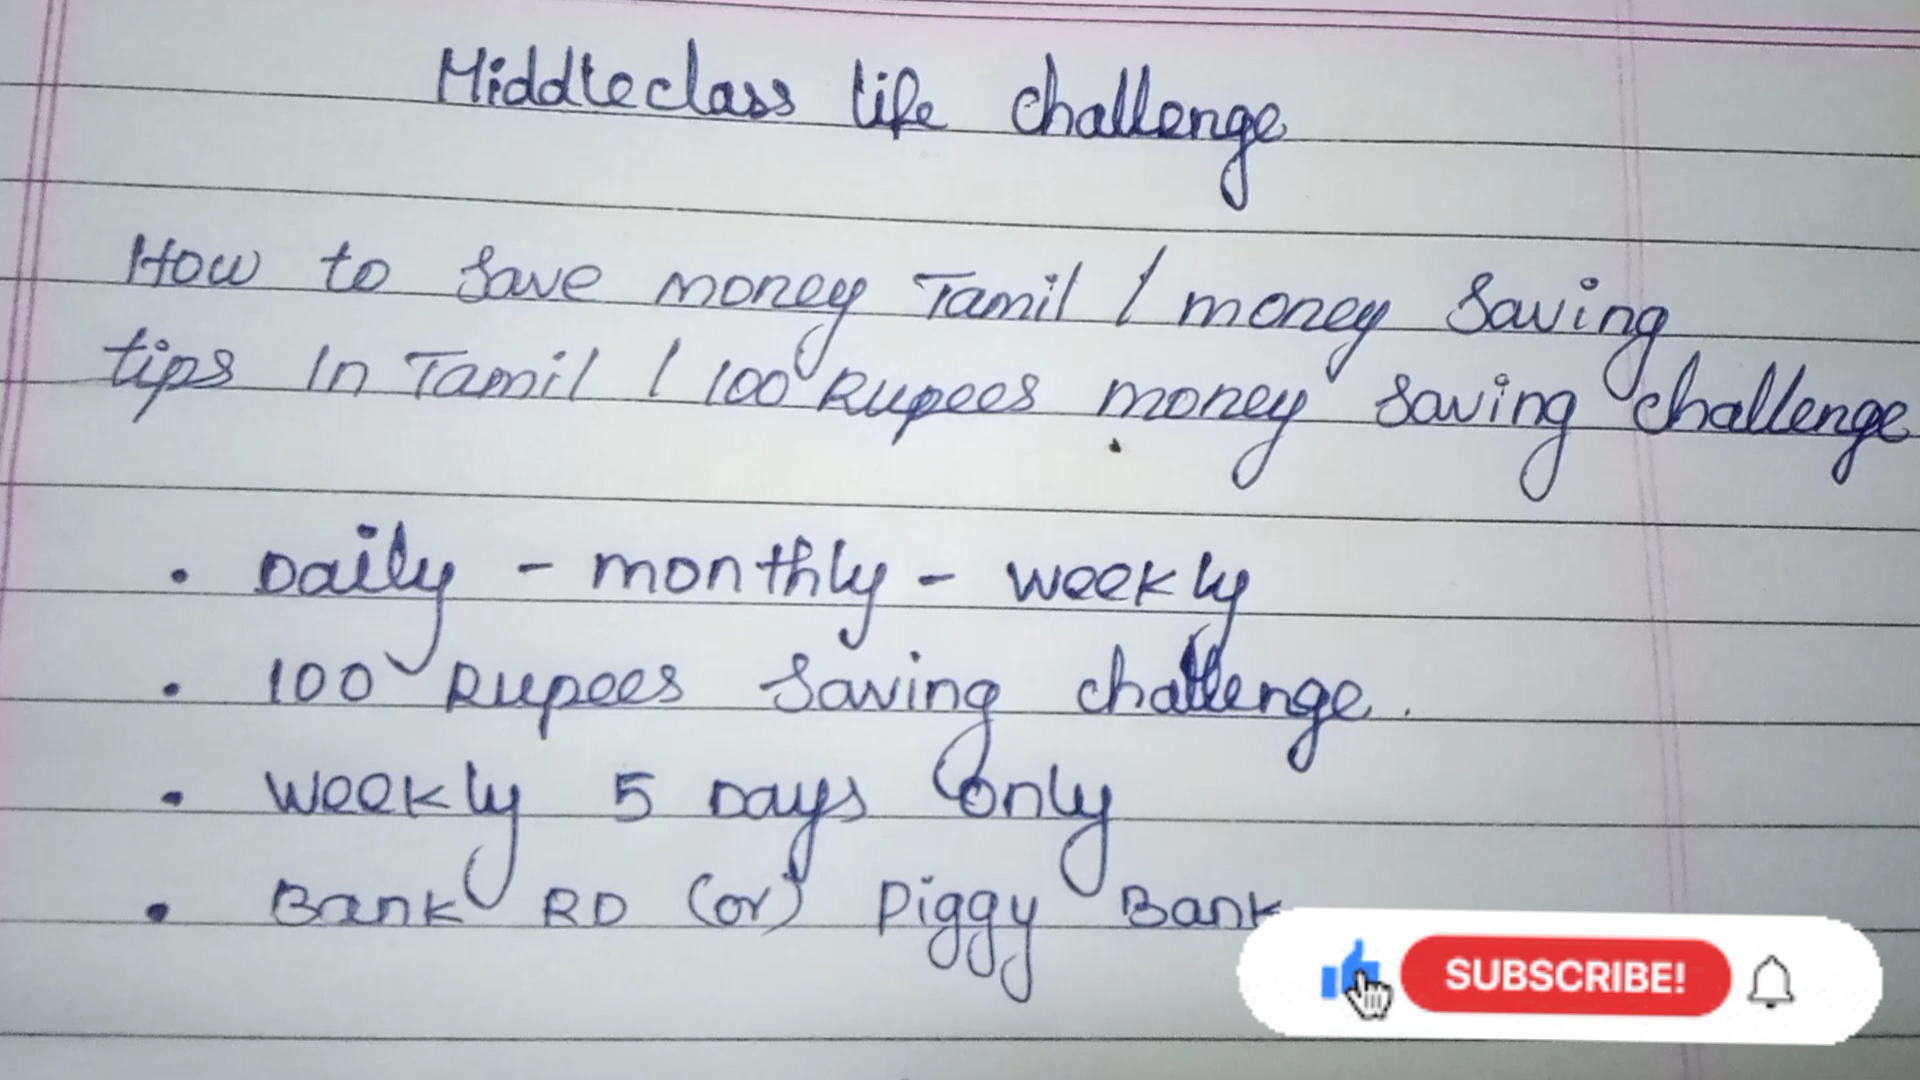 Middleclass life challenge
How to save money Tamil / money saving
tips In Tamil / 100 Rupees money saving challenge
• Daily - monthly - weekly
• 100 Rupees saving challenge.
• weekly 5 Days only
• Bank RD (or) Piggy Bank
SUBSCRIBE!